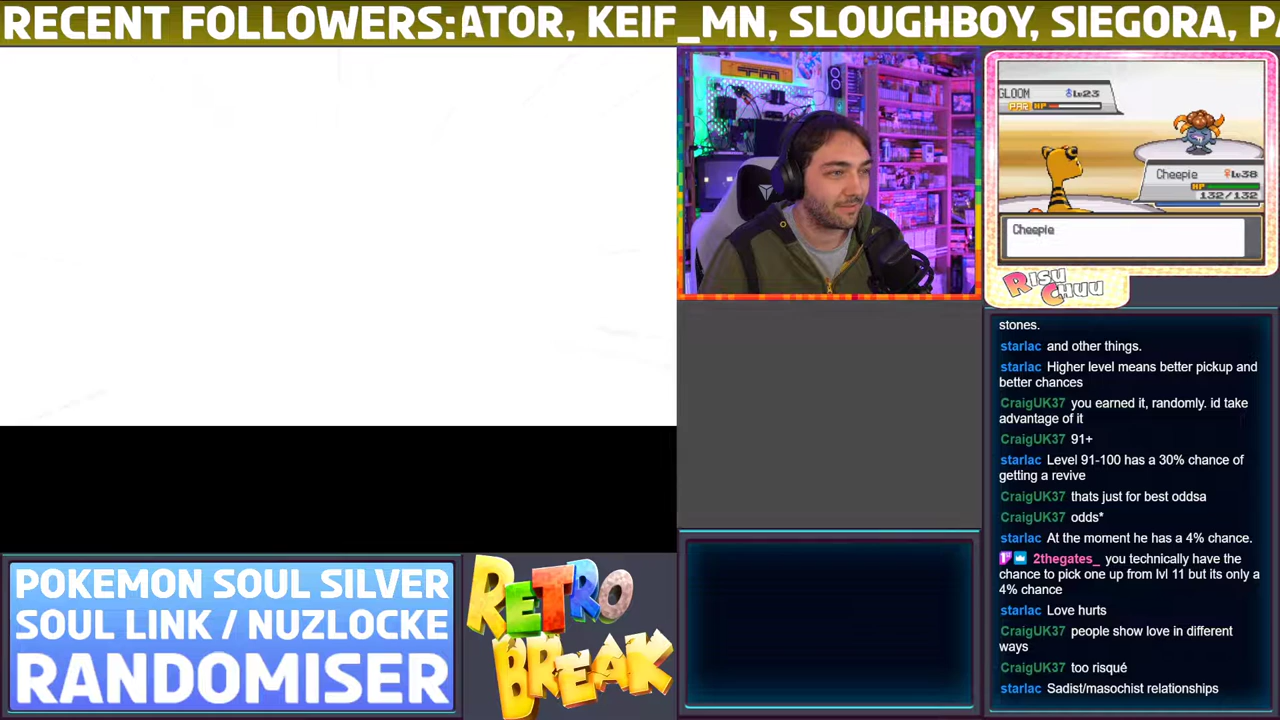 RECENT FOLLOWERS:ATOR, KEIF_MN, SLOUGHBOY, SIEGORA, PA
TM
GLOOM ♂Lv23
PAR HP
Cheepie ♀Lv38
HP
132/132
Cheepie
RISU
CHUU
stones.
starlac and other things.
starlac Higher level means better pickup and
better chances
CraigUK37 you earned it, randomly. id take
advantage of it
CraigUK37 91+
starlac Level 91-100 has a 30% chance of
getting a revive
CraigUK37 thats just for best oddsa
CraigUK37 odds*
starlac At the moment he has a 4% chance.
2thegates_ you technically have the
chance to pick one up from lvl 11 but its only a
4% chance
starlac Love hurts
CraigUK37 people show love in different
ways
CraigUK37 too risqué
starlac Sadist/masochist relationships
POKEMON SOUL SILVER
SOUL LINK / NUZLOCKE
RANDOMISER
RETRO
BREAK